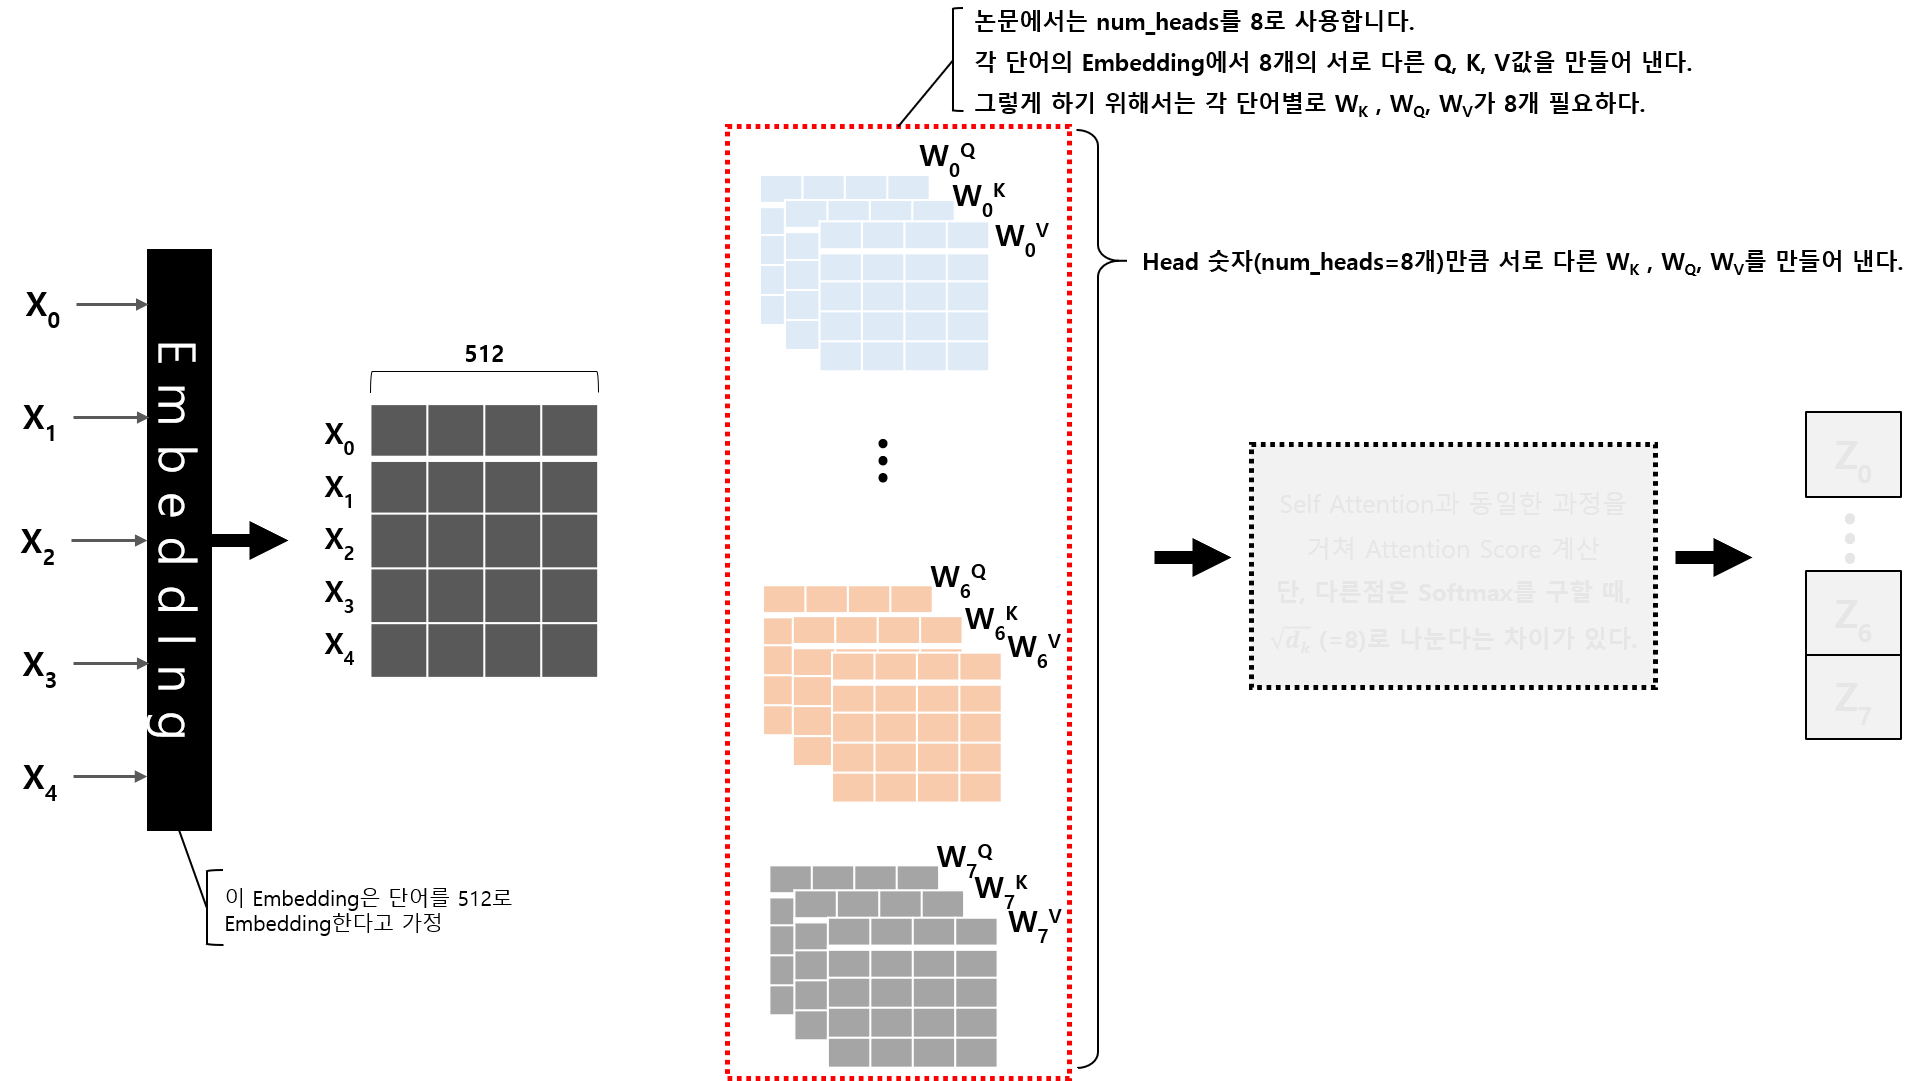 논문에서는 num_heads를 8로 사용합니다.
각 단어의 Embedding에서 8개의 서로 다른 Q, K, V값을 만들어 낸다.
그렇게 하기 위해서는 각 단어별로 W_K , W_Q, W_V가 8개 필요하다.
W_0^Q
W_0^K
W_0^V
Head 숫자(num_heads=8개)만큼 서로 다른 W_K , W_Q, W_V를 만들어 낸다.
X_0
X_1
X_2
X_3
X_4
EmbeddIng
512
X_0
X_1
X_2
X_3
X_4
이 Embedding은 단어를 512로
Embedding한다고 가정
W_6^Q
W_6^K
W_6^V
W_7^Q
W_7^K
W_7^V
Self Attention과 동일한 과정을
거쳐 Attention Score 계산
단, 다른점은 Softmax를 구할 때,
√d_k (=8)로 나눈다는 차이가 있다.
Z_0
Z_6
Z_7